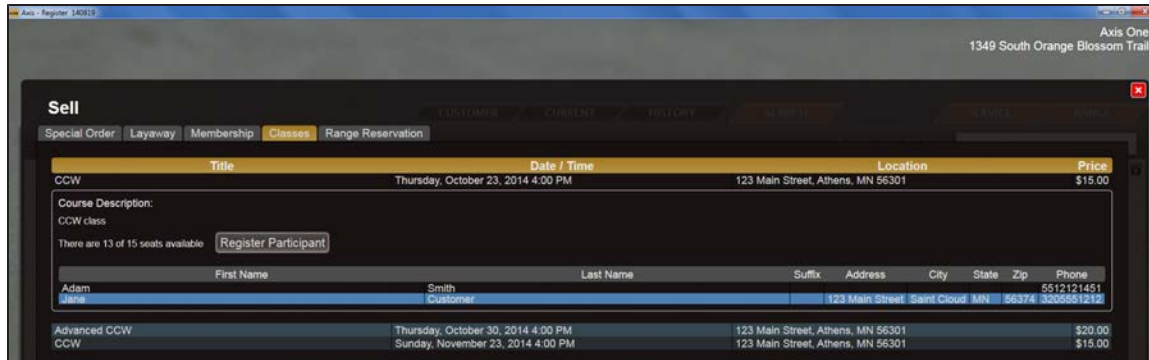 Axis - Register 140819
Axis One
1349 South Orange Blossom Trail
Sell
CUSTOMER CURRENT HISTORY SEARCH SERVICE RANGE
Special Order Layaway Membership Classes Range Reservation
Title Date / Time Location Price
CCW Thursday, October 23, 2014 4:00 PM 123 Main Street, Athens, MN 56301 $15.00
Course Description:
CCW class
There are 13 of 15 seats available Register Participant
First Name Last Name Suffix Address City State Zip Phone
Adam Smith 5512121451
Jane Customer 123 Main Street Saint Cloud MN 56374 3205551212
Advanced CCW Thursday, October 30, 2014 4:00 PM 123 Main Street, Athens, MN 56301 $20.00
CCW Sunday, November 23, 2014 4:00 PM 123 Main Street, Athens, MN 56301 $15.00